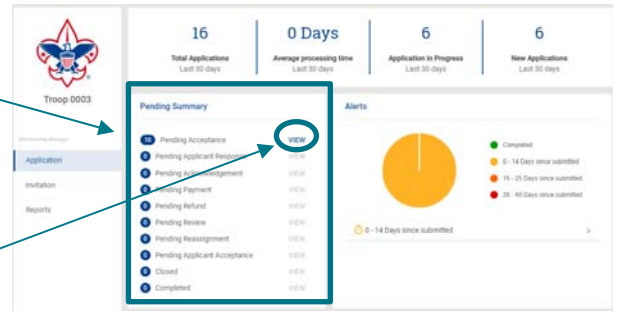 16
Total Applications
Last 30 days
0 Days
Average processing time
Last 30 days
6
Application in Progress
Last 30 days
6
New Applications
Last 30 days
Troop 0003
Application
Invitation
Reports
Pending Summary
Pending Acceptance VIEW
0 Pending Applicant Response VIEW
0 Pending Acknowledgement VIEW
0 Pending Payment VIEW
0 Pending Refund VIEW
0 Pending Review VIEW
0 Pending Reassignment VIEW
0 Pending Applicant Acceptance VIEW
0 Closed VIEW
0 Completed VIEW
Alerts
Completed
0 - 14 Days since submitted
15 - 25 Days since submitted
26 - 60 Days since submitted
0 - 14 Days since submitted >